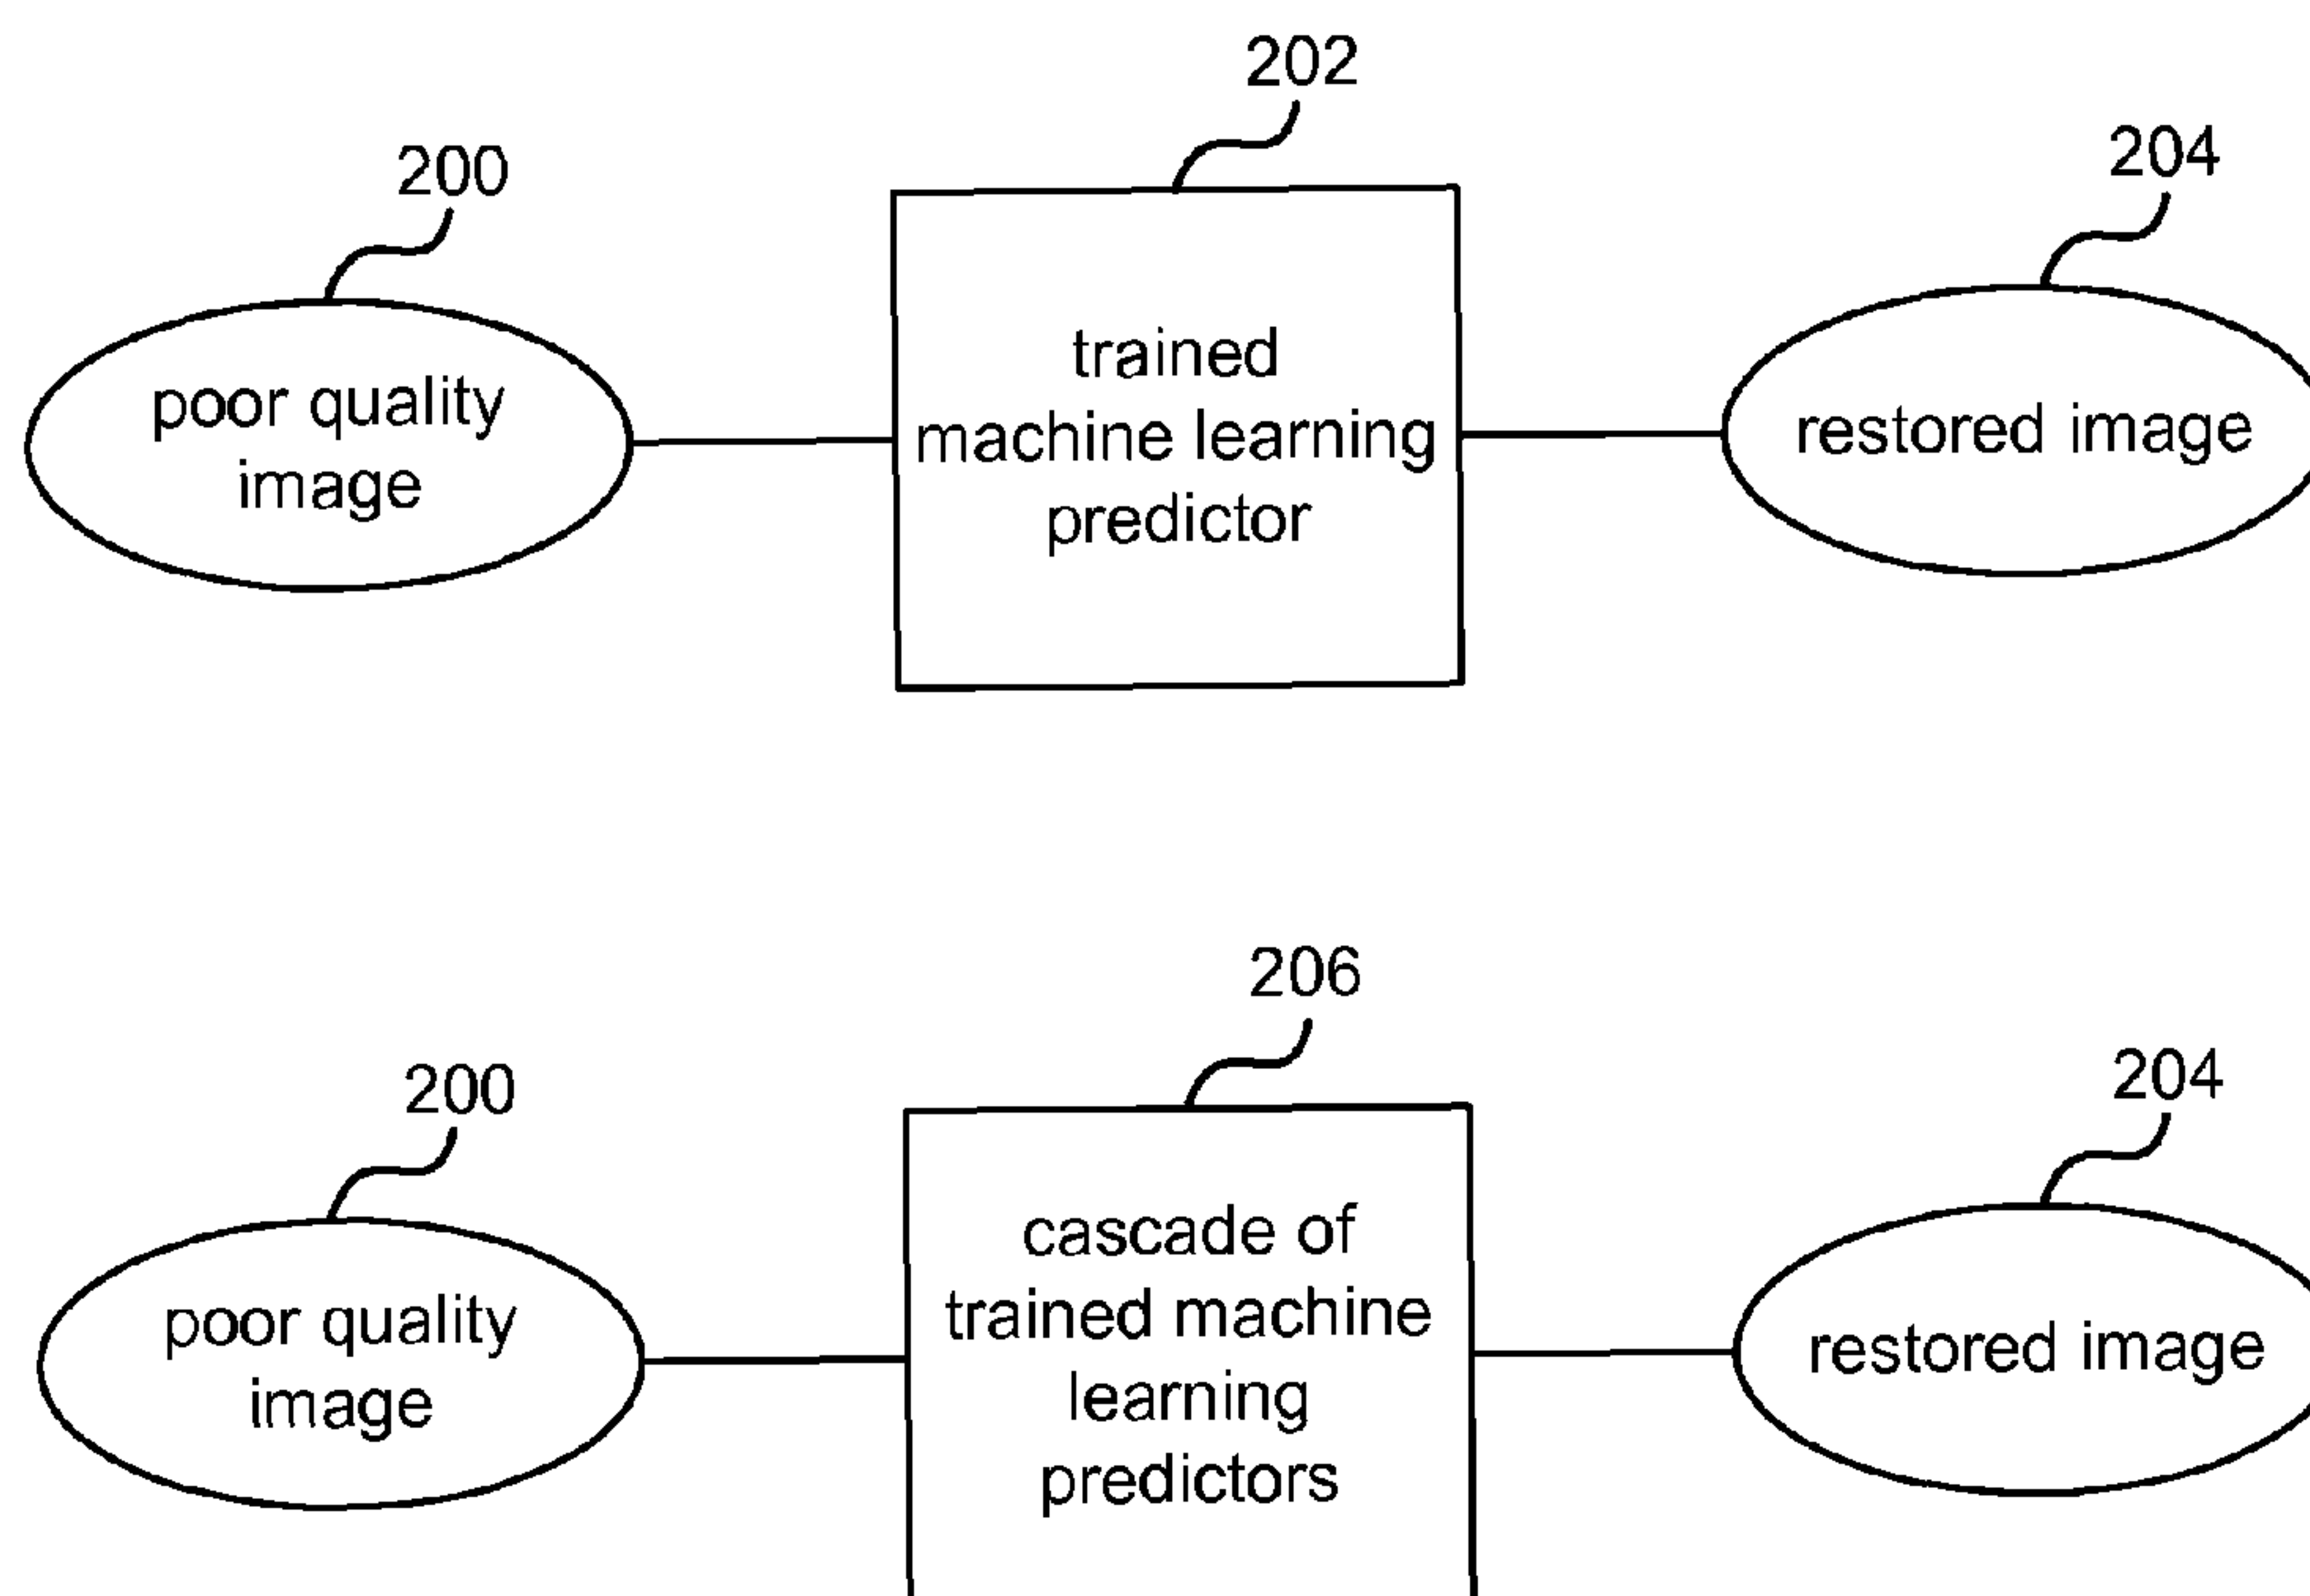 202
200
204
poor quality
image
trained
machine learning
predictor
restored image
206
200
204
poor quality
image
cascade of
trained machine
learning
predictors
restored image